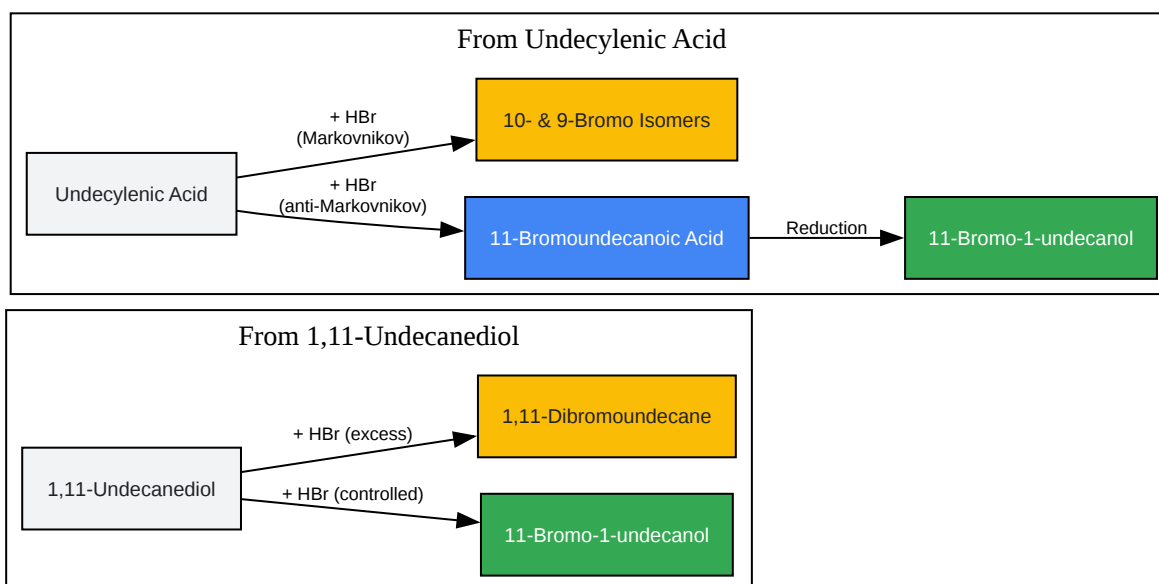 From Undecylenic Acid
+ HBr
(Markovnikov)
10- & 9-Bromo Isomers
Undecylenic Acid
+ HBr
(anti-Markovnikov)
11-Bromoundecanoic Acid
Reduction
11-Bromo-1-undecanol
From 1,11-Undecanediol
1,11-Dibromoundecane
+ HBr (excess)
1,11-Undecanediol
+ HBr (controlled)
11-Bromo-1-undecanol